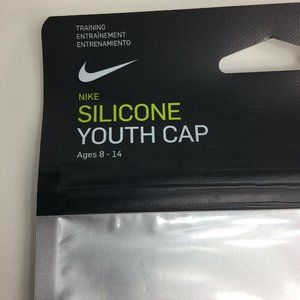 TRAINING
ENTRAÎNEMENT
ENTRENAMIENTO
NIKE
SILICONE
YOUTH CAP
Ages 8 - 14